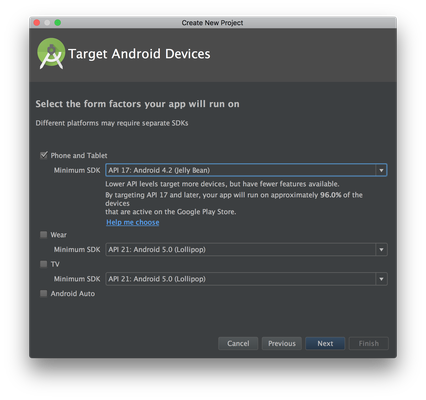 Create New Project
Target Android Devices
Select the form factors your app will run on
Different platforms may require separate SDKs
Phone and Tablet
Minimum SDK API 17: Android 4.2 (Jelly Bean)
Lower API levels target more devices, but have fewer features available.
By targeting API 17 and later, your app will run on approximately 96.0% of the
devices
that are active on the Google Play Store.
Help me choose
Wear
Minimum SDK API 21: Android 5.0 (Lollipop)
TV
Minimum SDK API 21: Android 5.0 (Lollipop)
Android Auto
Cancel Previous Next Finish